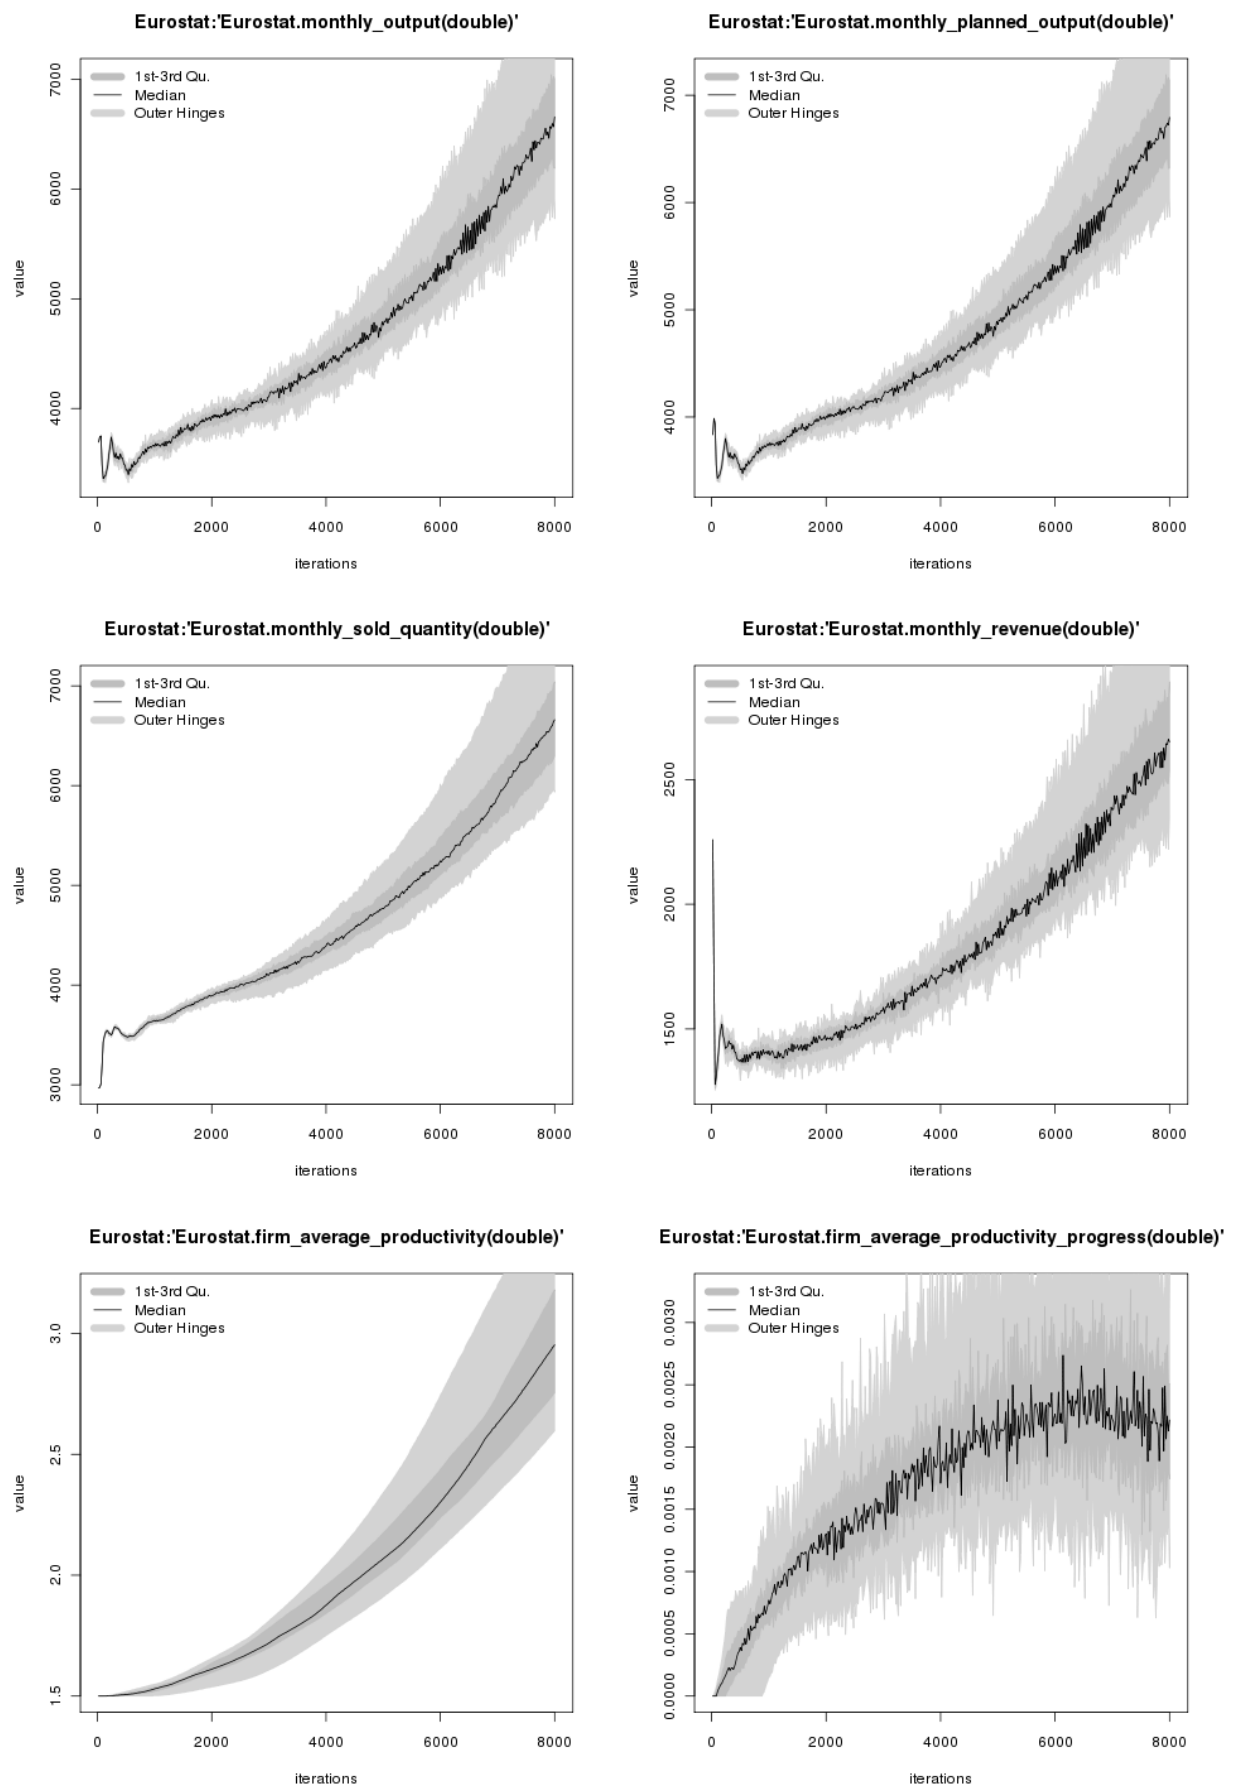 Eurostat:'Eurostat.monthly_output(double)'
1st-3rd Qu.
Median
Outer Hinges
value
7000
6000
5000
4000
0 2000 4000 6000 8000
iterations
Eurostat:'Eurostat.monthly_planned_output(double)'
1st-3rd Qu.
Median
Outer Hinges
value
7000
6000
5000
4000
0 2000 4000 6000 8000
iterations
Eurostat:'Eurostat.monthly_sold_quantity(double)'
1st-3rd Qu.
Median
Outer Hinges
value
7000
6000
5000
4000
3000
0 2000 4000 6000 8000
iterations
Eurostat:'Eurostat.monthly_revenue(double)'
1st-3rd Qu.
Median
Outer Hinges
value
2500
2000
1500
0 2000 4000 6000 8000
iterations
Eurostat:'Eurostat.firm_average_productivity(double)'
1st-3rd Qu.
Median
Outer Hinges
value
3.0
2.5
2.0
1.5
0 2000 4000 6000 8000
iterations
Eurostat:'Eurostat.firm_average_productivity_progress(double)'
1st-3rd Qu.
Median
Outer Hinges
value
0.0030
0.0025
0.0020
0.0015
0.0010
0.0005
0.0000
0 2000 4000 6000 8000
iterations